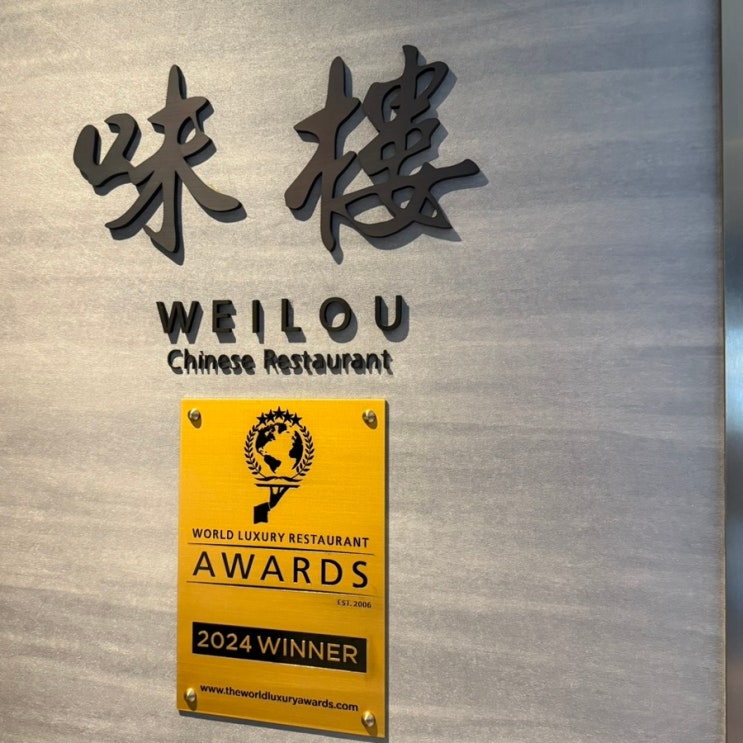 味樓
WEILOU
Chinese Restaurant
WORLD LUXURY RESTAURANT
AWARDS
EST. 2006
2024 WINNER
www.theworldluxuryawards.com